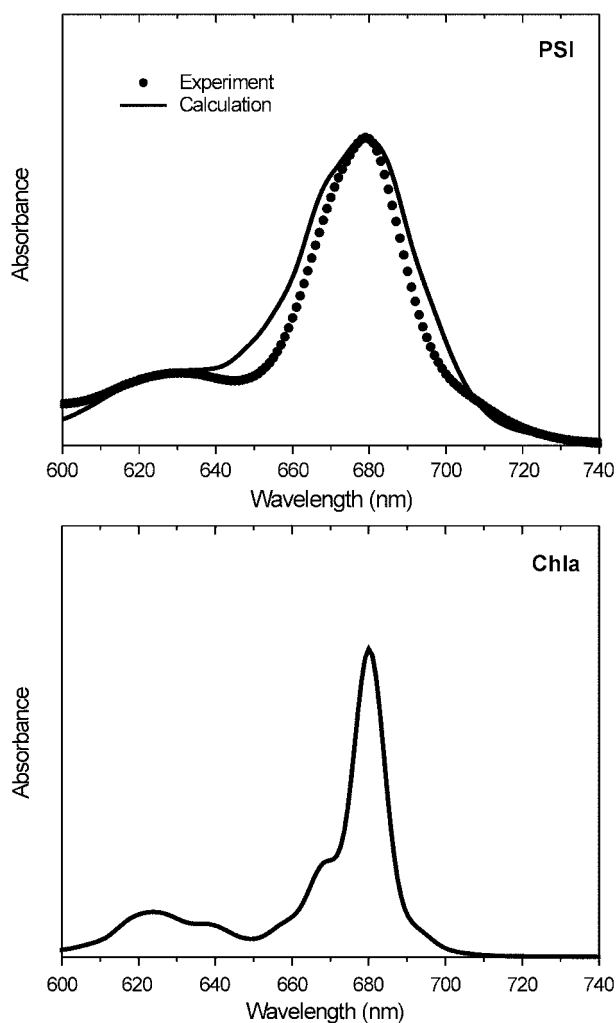 PSI
Experiment
Calculation
Absorbance
600 620 640 660 680 700 720 740
Wavelength (nm)
Chla
Absorbance
600 620 640 660 680 700 720 740
Wavelength (nm)